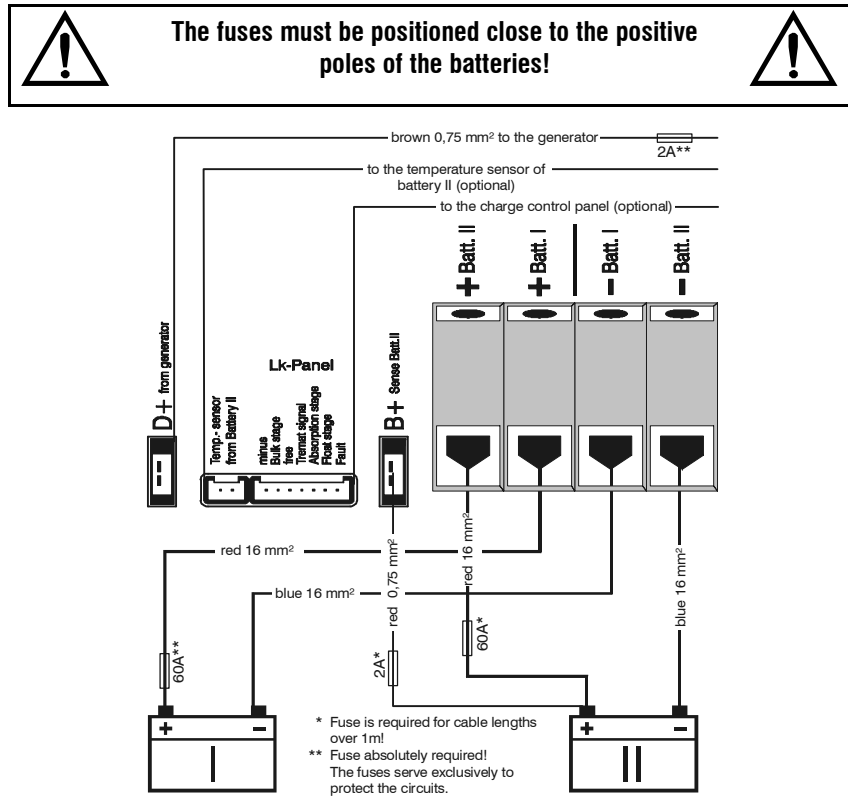 The fuses must be positioned close to the positive
poles of the batteries!
brown 0,75 mm² to the generator
2A**
to the temperature sensor of
battery II (optional)
to the charge control panel (optional)
+ Batt. II
+ Batt. I
- Batt. I
- Batt. II
D+ from generator
Temp.- sensor
from Battery II
Lk-Panel
minus
Bulk stage
free
Tremat signal
Absorption stage
Float stage
Fault
B+ Sense Batt.II
red 16 mm²
blue 16 mm²
red 0,75 mm²
red 16 mm²
blue 16 mm²
60A**
2A*
60A*
+ -
I
+ -
II
* Fuse is required for cable lengths
over 1m!
** Fuse absolutely required!
The fuses serve exclusively to
protect the circuits.